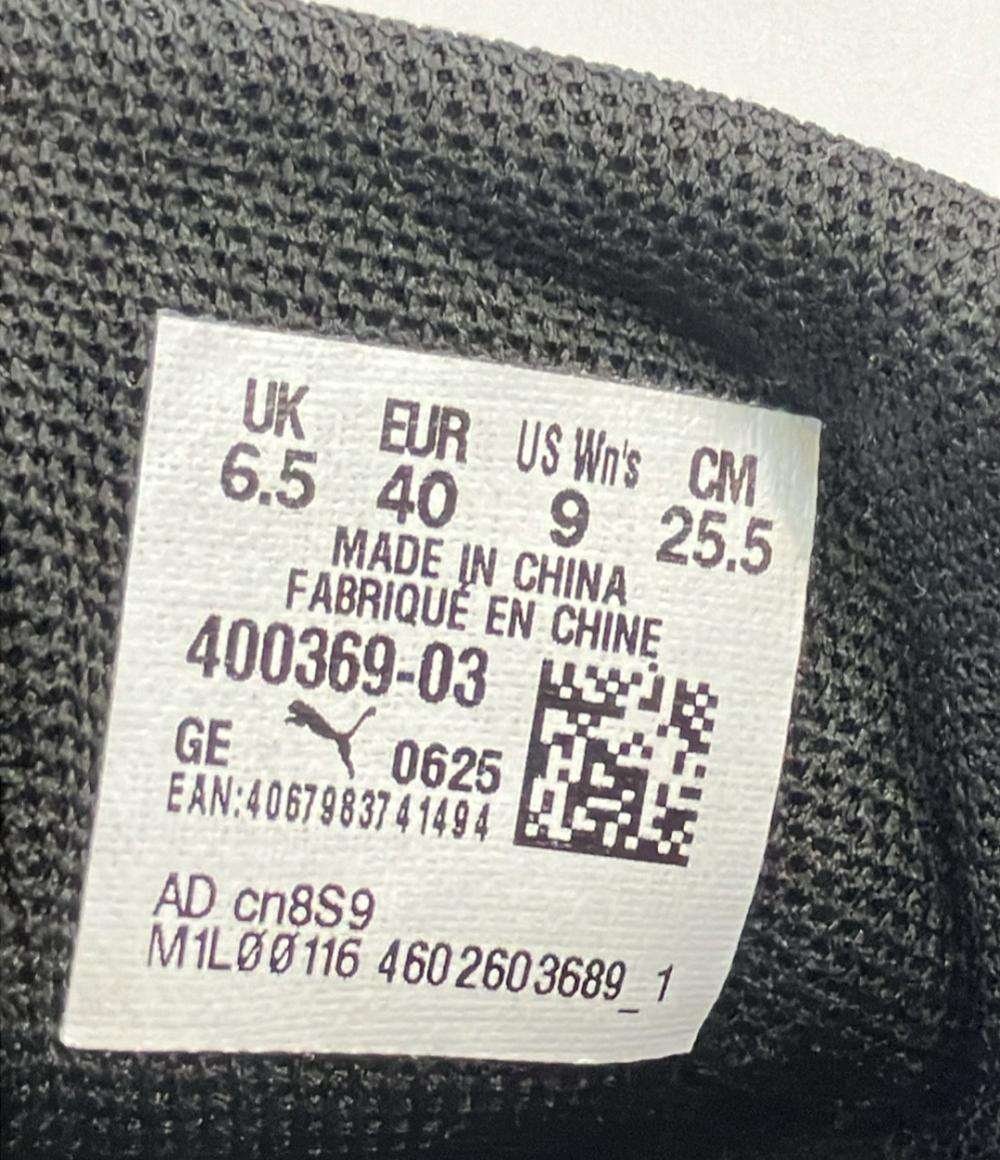 UK EUR US Wn's CM
6.5 40 9 25.5
MADE IN CHINA
FABRIQUÉ EN CHINE
400369-03
GE 0625
EAN:4067983741494
AD cn8S9
M1LØØ116 4602603689_1